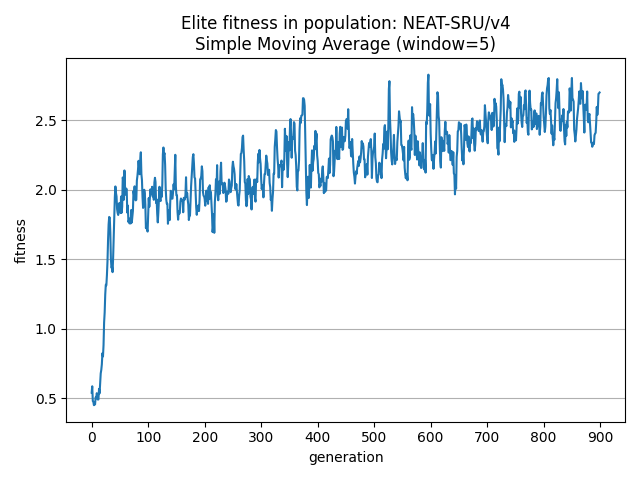 Elite fitness in population: NEAT-SRU/v4
Simple Moving Average (window=5)
fitness
2.5
2.0
1.5
1.0
0.5
0 100 200 300 400 500 600 700 800 900
generation